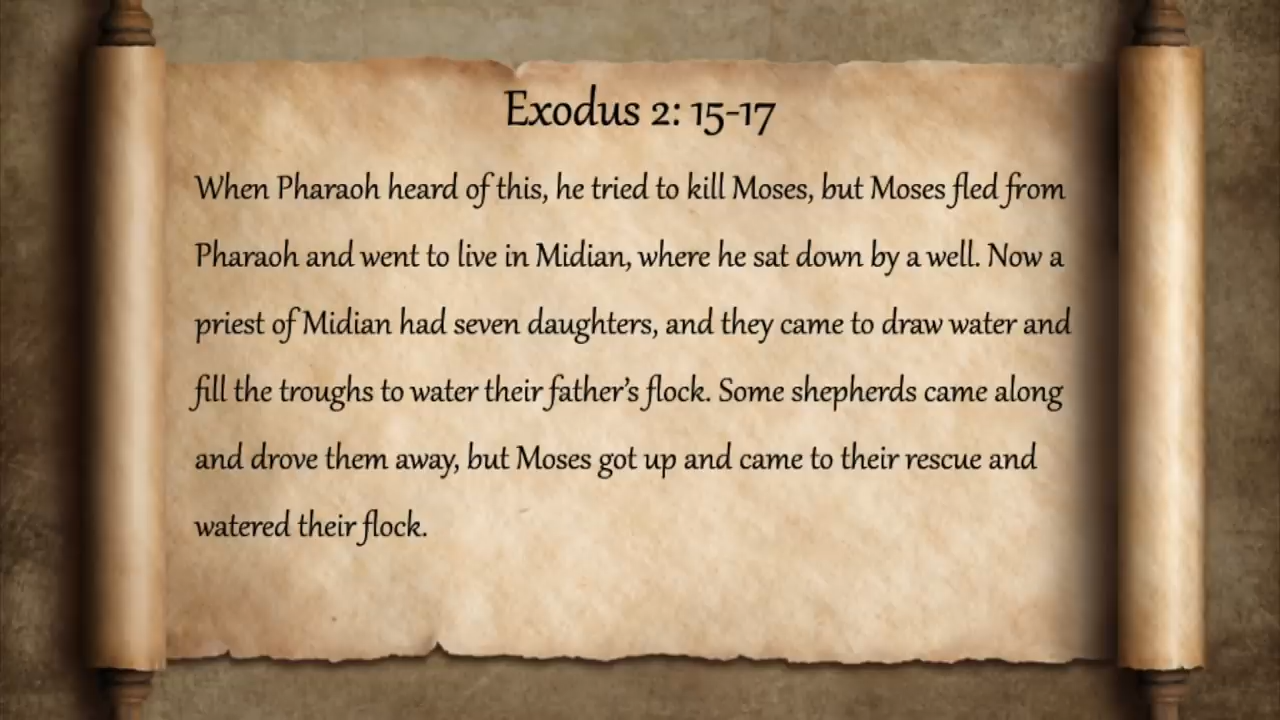 Exodus 2: 15-17
When Pharaoh heard of this, he tried to kill Moses, but Moses fled from
Pharaoh and went to live in Midian, where he sat down by a well. Now a
priest of Midian had seven daughters, and they came to draw water and
fill the troughs to water their father’s flock. Some shepherds came along
and drove them away, but Moses got up and came to their rescue and
watered their flock.